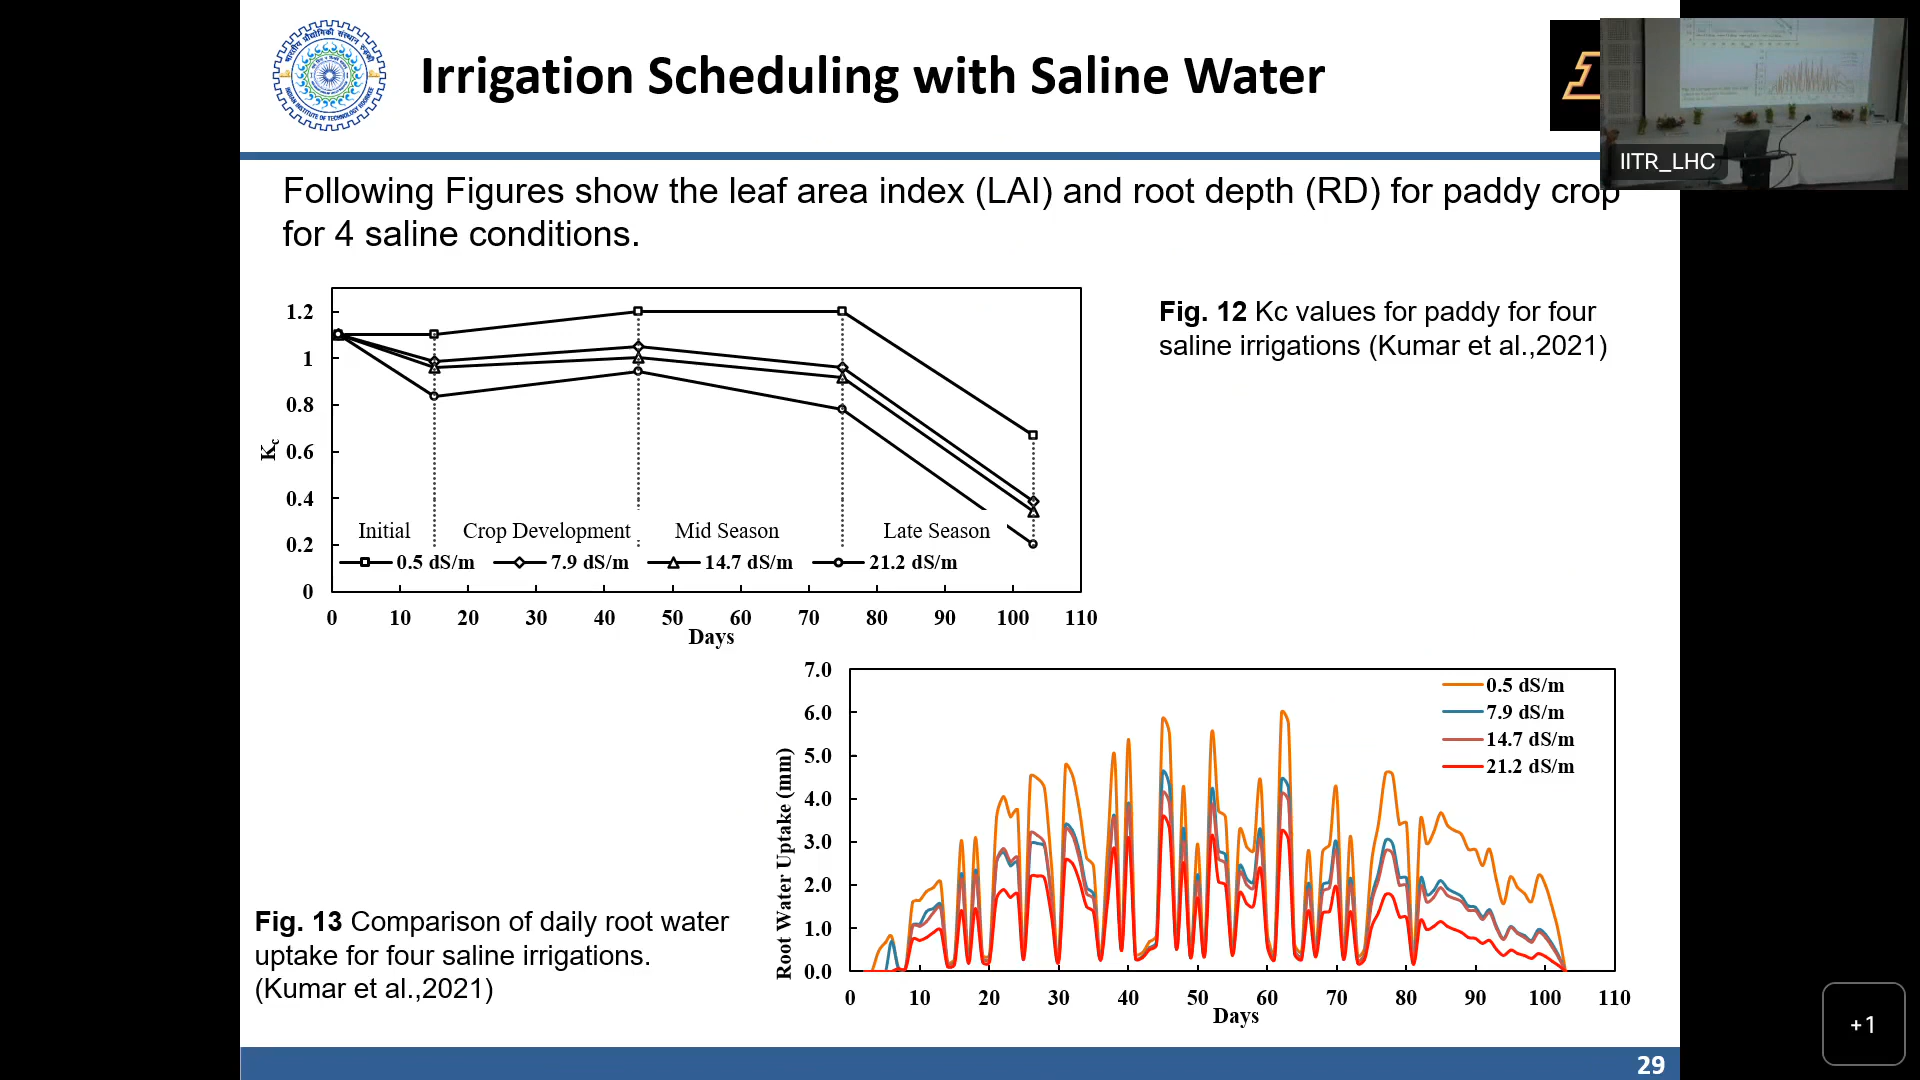 Irrigation Scheduling with Saline Water
IITR_LHC
Following Figures show the leaf area index (LAI) and root depth (RD) for paddy crop
for 4 saline conditions.
Fig. 12 Kc values for paddy for four
saline irrigations (Kumar et al.,2021)
1.2
1
0.8
0.6
0.4
0.2
0
Kc
Initial Crop Development Mid Season Late Season
0.5 dS/m 7.9 dS/m 14.7 dS/m 21.2 dS/m
0 10 20 30 40 50 60 70 80 90 100 110
Days
7.0
6.0
5.0
4.0
3.0
2.0
1.0
0.0
Root Water Uptake (mm)
0.5 dS/m
7.9 dS/m
14.7 dS/m
21.2 dS/m
0 10 20 30 40 50 60 70 80 90 100 110
Days
Fig. 13 Comparison of daily root water
uptake for four saline irrigations.
(Kumar et al.,2021)
+1
29